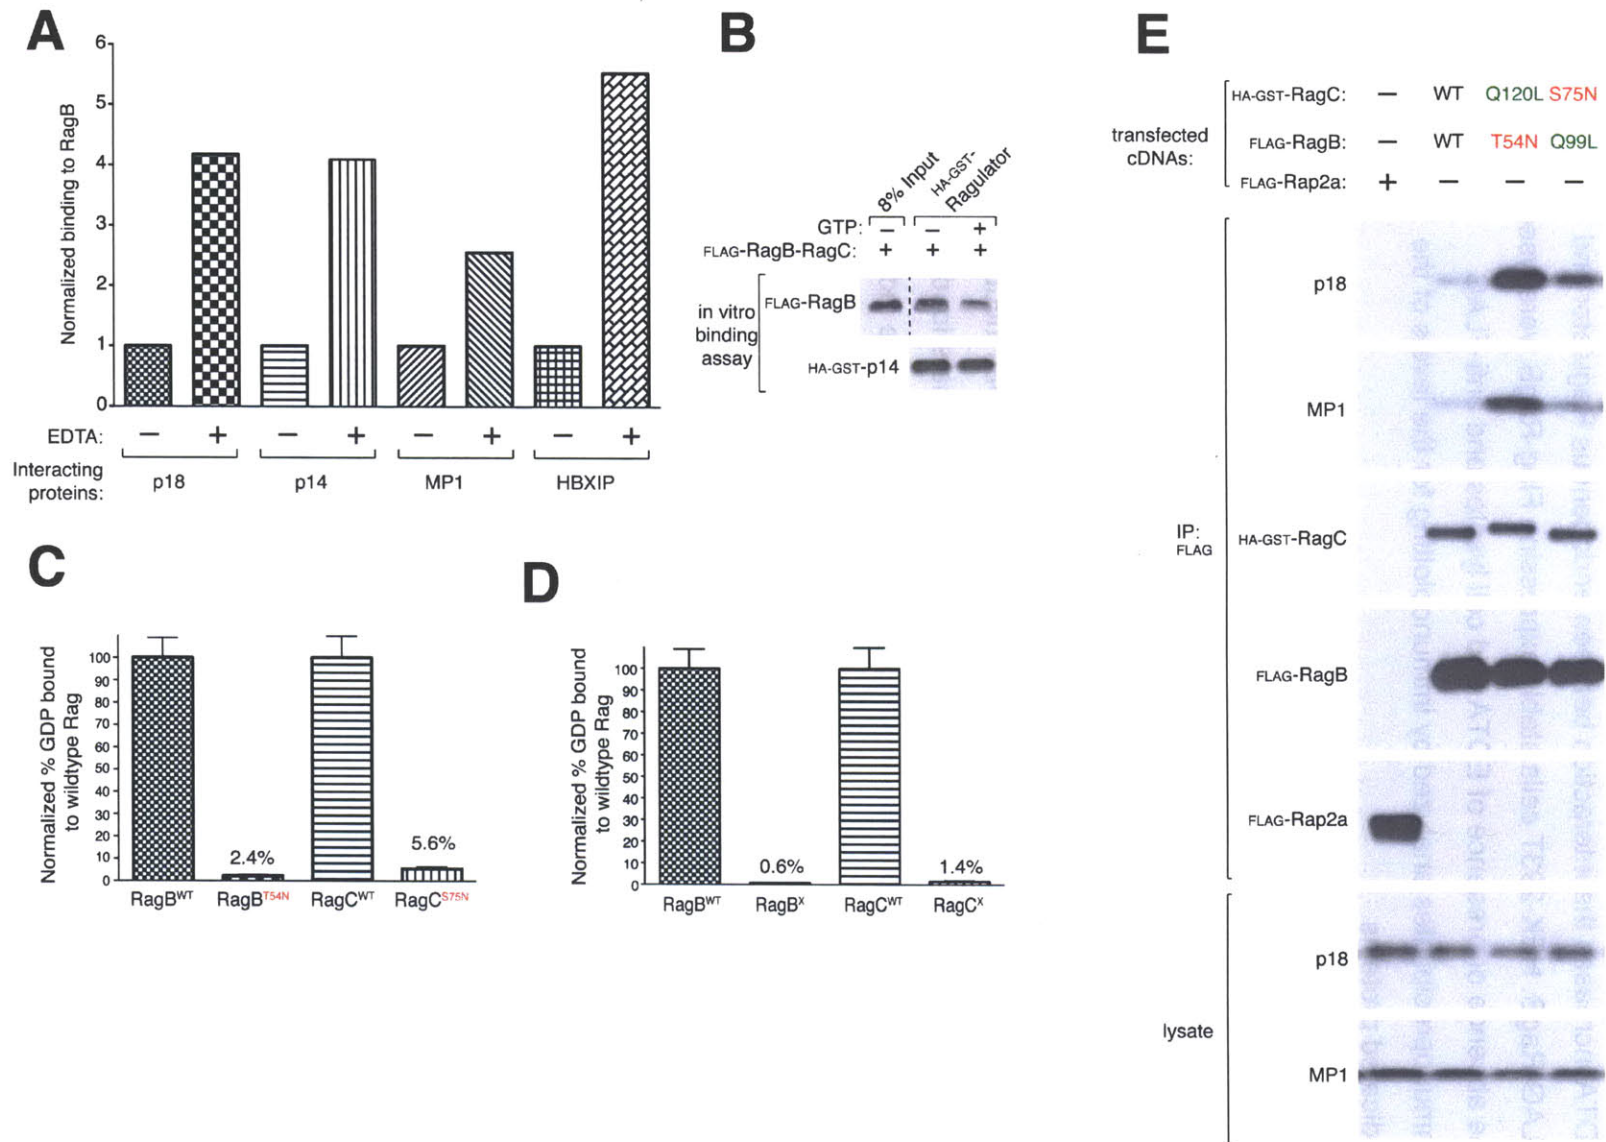 A
6
5
4
3
2
1
0
Normalized binding to RagB
EDTA: − + − + − + − +
Interacting proteins: p18 p14 MP1 HBXIP
B
8% Input
HA-GST-Ragulator
GTP: − − +
FLAG-RagB-RagC: + + +
in vitro binding assay
FLAG-RagB
HA-GST-p14
C
Normalized % GDP bound
to wildtype Rag
100
90
80
70
60
50
40
30
20
10
0
2.4%
5.6%
RagBWT RagBT54N RagCWT RagCS75N
D
Normalized % GDP bound
to wildtype Rag
100
90
80
70
60
50
40
30
20
10
0
0.6%
1.4%
RagBWT RagBX RagCWT RagCX
E
transfected cDNAs:
HA-GST-RagC: − WT Q120L S75N
FLAG-RagB: − WT T54N Q99L
FLAG-Rap2a: + − − −
IP: FLAG
p18
MP1
HA-GST-RagC
FLAG-RagB
FLAG-Rap2a
lysate
p18
MP1